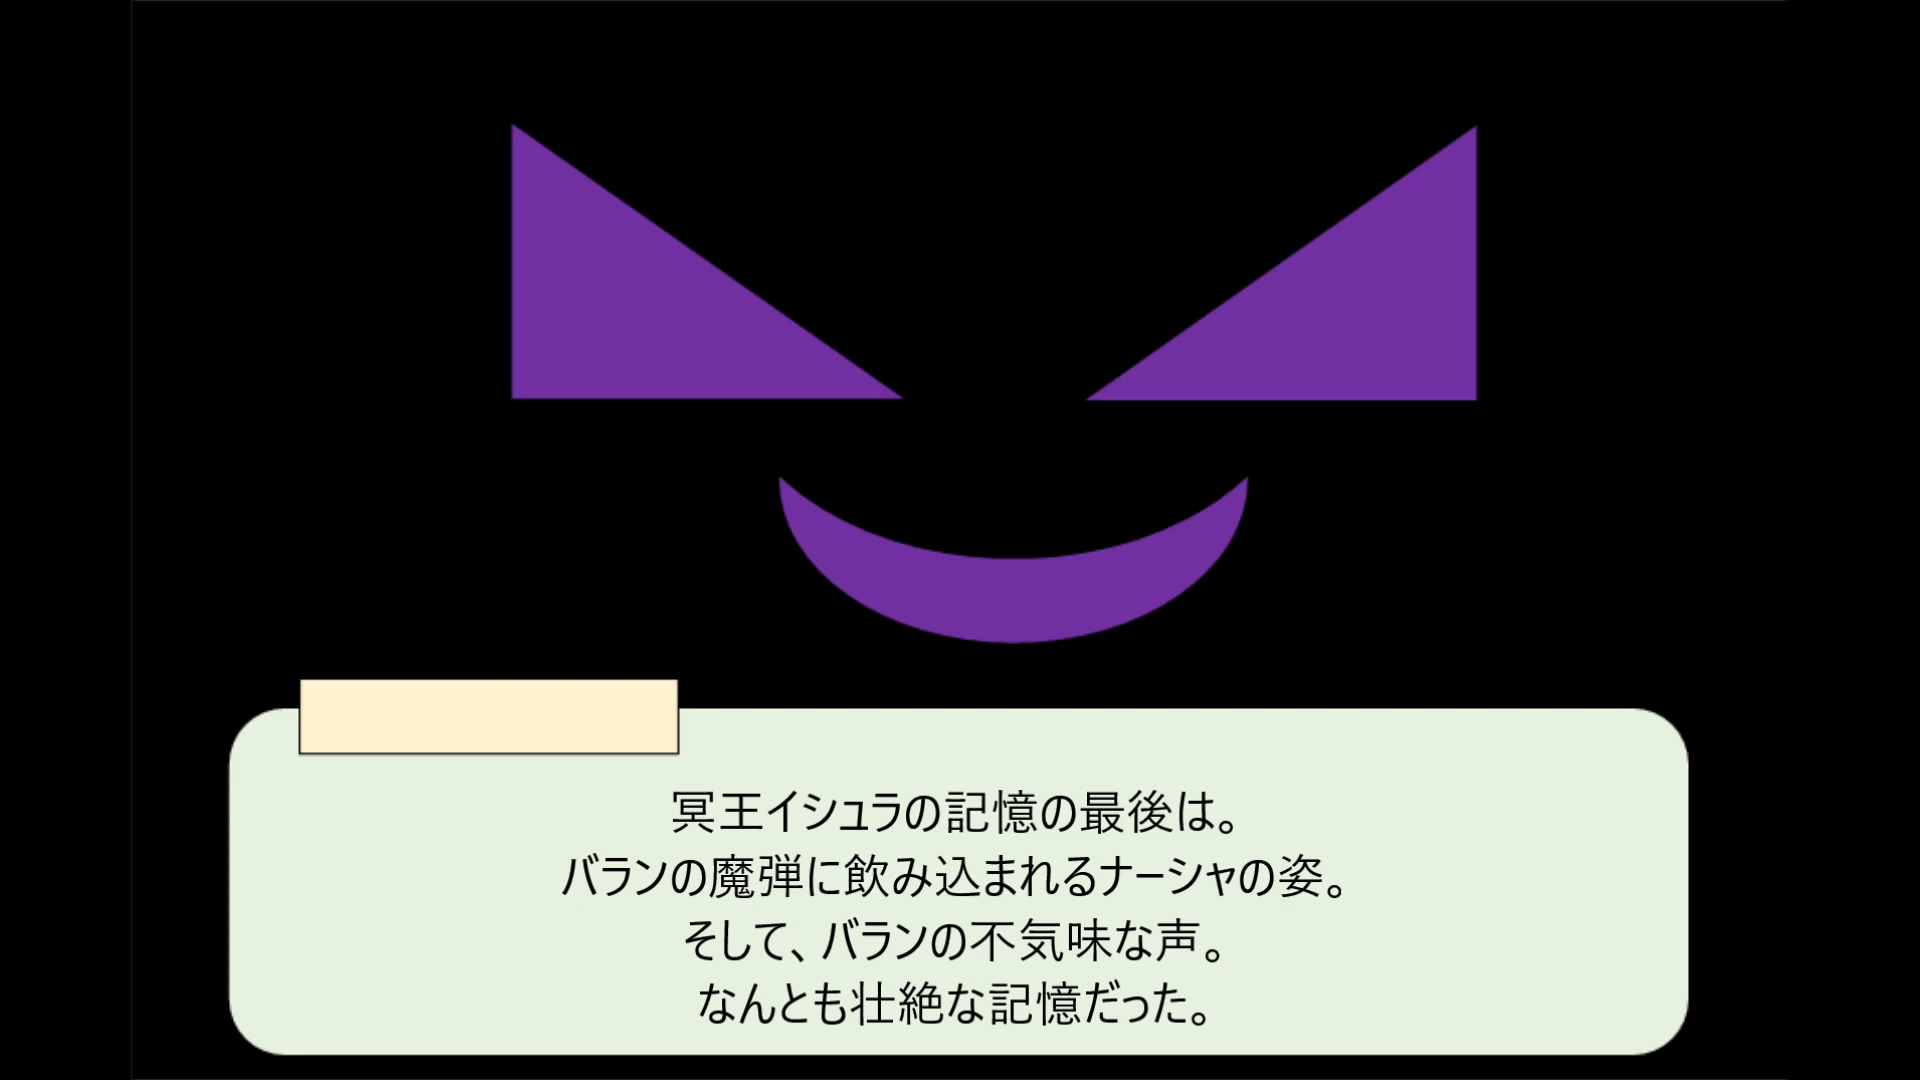 冥王イシュラの記憶の最後は。
バランの魔弾に飲み込まれるナーシャの姿。
そして、バランの不気味な声。
なんとも壮絶な記憶だった。